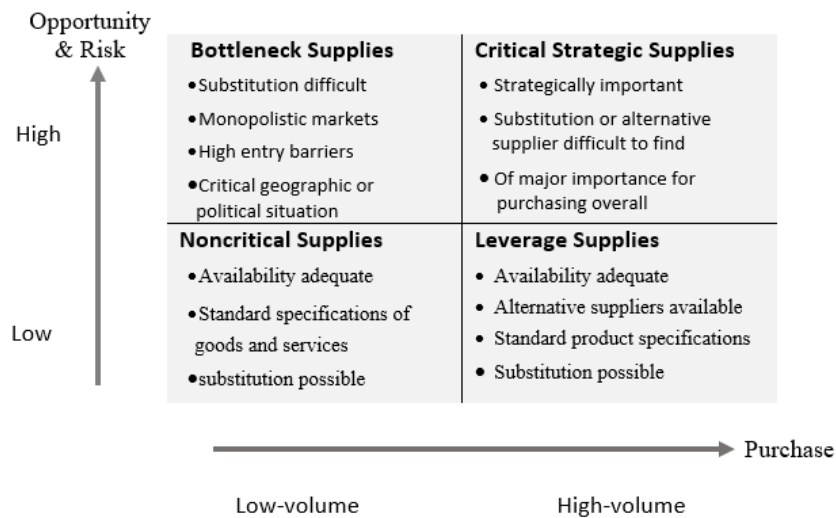 Opportunity
& Risk
High
Low
Bottleneck Supplies
•Substitution difficult
•Monopolistic markets
•High entry barriers
•Critical geographic or
political situation
Critical Strategic Supplies
• Strategically important
• Substitution or alternative
supplier difficult to find
• Of major importance for
purchasing overall
Noncritical Supplies
•Availability adequate
•Standard specifications of
goods and services
•substitution possible
Leverage Supplies
• Availability adequate
• Alternative suppliers available
• Standard product specifications
• Substitution possible
Purchase
Low-volume
High-volume